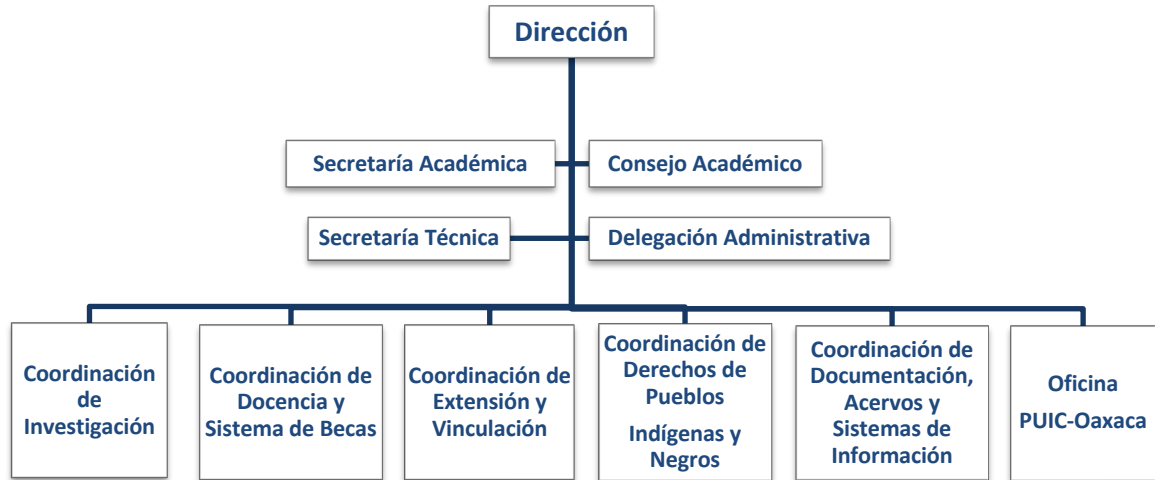 Dirección
Secretaría Académica
Consejo Académico
Secretaría Técnica
Delegación Administrativa
Coordinación
de
Investigación
Coordinación de
Docencia y
Sistema de Becas
Coordinación de
Extensión y
Vinculación
Coordinación de
Derechos de
Pueblos
Indígenas y
Negros
Coordinación de
Documentación,
Acervos y
Sistemas de
Información
Oficina
PUIC-Oaxaca